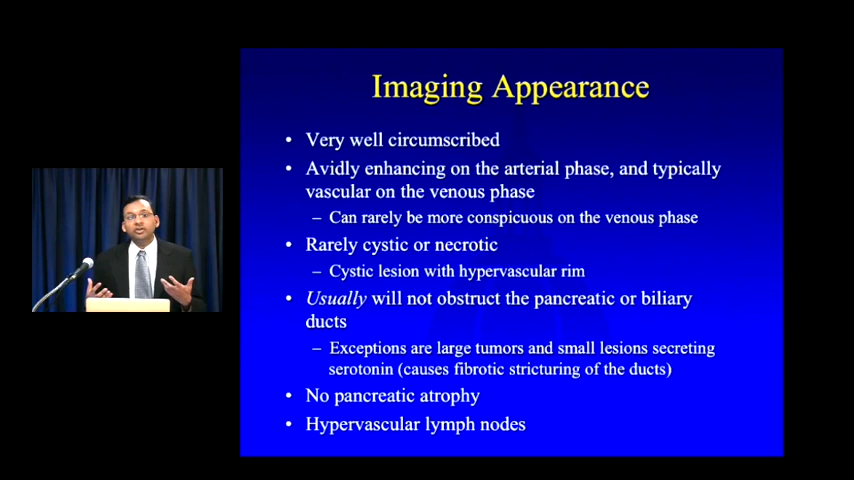 Imaging Appearance
• Very well circumscribed
• Avidly enhancing on the arterial phase, and typically
vascular on the venous phase
– Can rarely be more conspicuous on the venous phase
• Rarely cystic or necrotic
– Cystic lesion with hypervascular rim
• Usually will not obstruct the pancreatic or biliary
ducts
– Exceptions are large tumors and small lesions secreting
serotonin (causes fibrotic stricturing of the ducts)
• No pancreatic atrophy
• Hypervascular lymph nodes